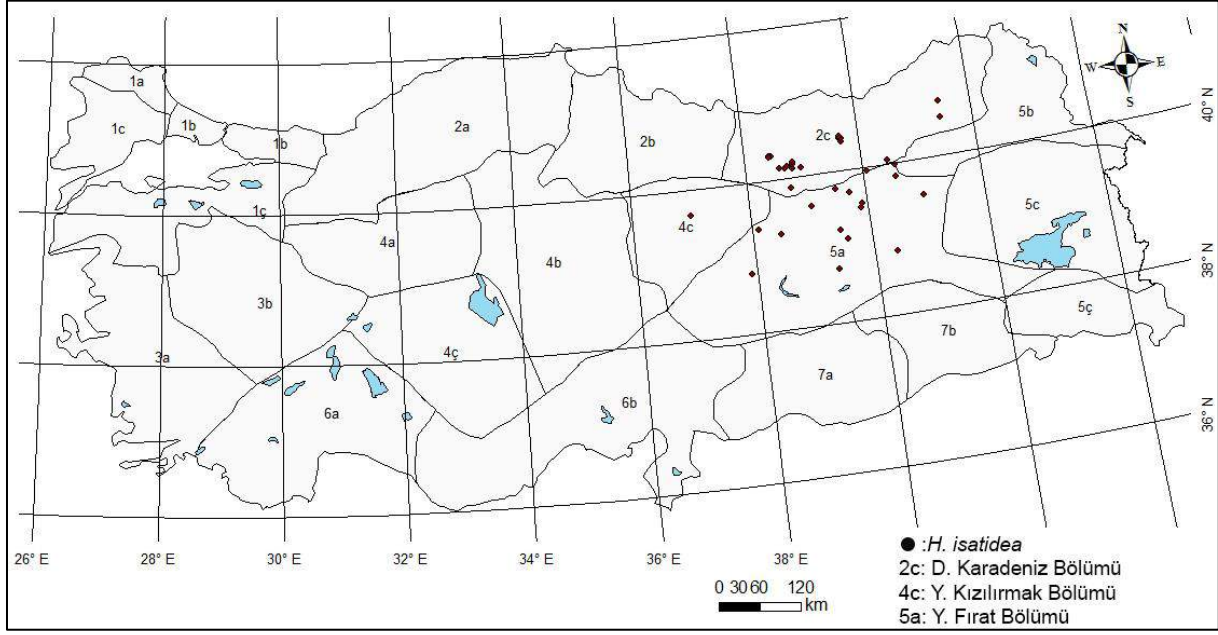 N
W E
S
1a
1c
1b
1b
2a
2b
2c
5b
1ç
4a
4b
4c
5a
5c
3b
3a
4ç
5ç
7b
7a
6a
6b
40° N
38° N
36° N
26° E 28° E 30° E 32° E 34° E 36° E 38° E
0 30 60 120
km
:H. isatidea
2c: D. Karadeniz Bölümü
4c: Y. Kızılırmak Bölümü
5a: Y. Fırat Bölümü